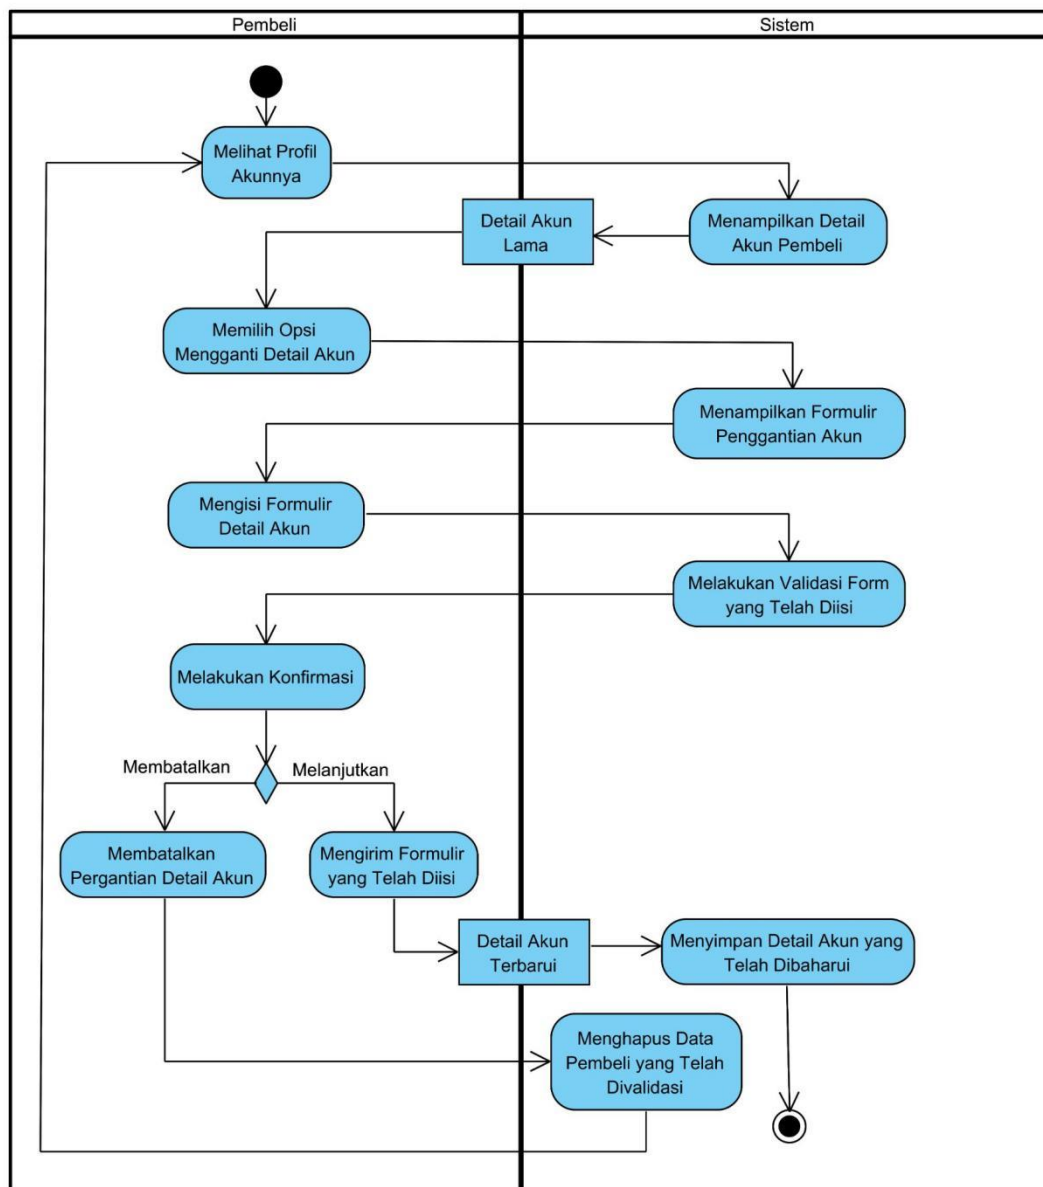 Pembeli
Sistem
Melihat Profil
Akunnya
Detail Akun
Lama
Menampilkan Detail
Akun Pembeli
Memilih Opsi
Mengganti Detail Akun
Menampilkan Formulir
Penggantian Akun
Mengisi Formulir
Detail Akun
Melakukan Validasi Form
yang Telah Diisi
Melakukan Konfirmasi
Membatalkan
Melanjutkan
Membatalkan
Pergantian Detail Akun
Mengirim Formulir
yang Telah Diisi
Detail Akun
Terbarui
Menyimpan Detail Akun yang
Telah Dibaharui
Menghapus Data
Pembeli yang Telah
Divalidasi